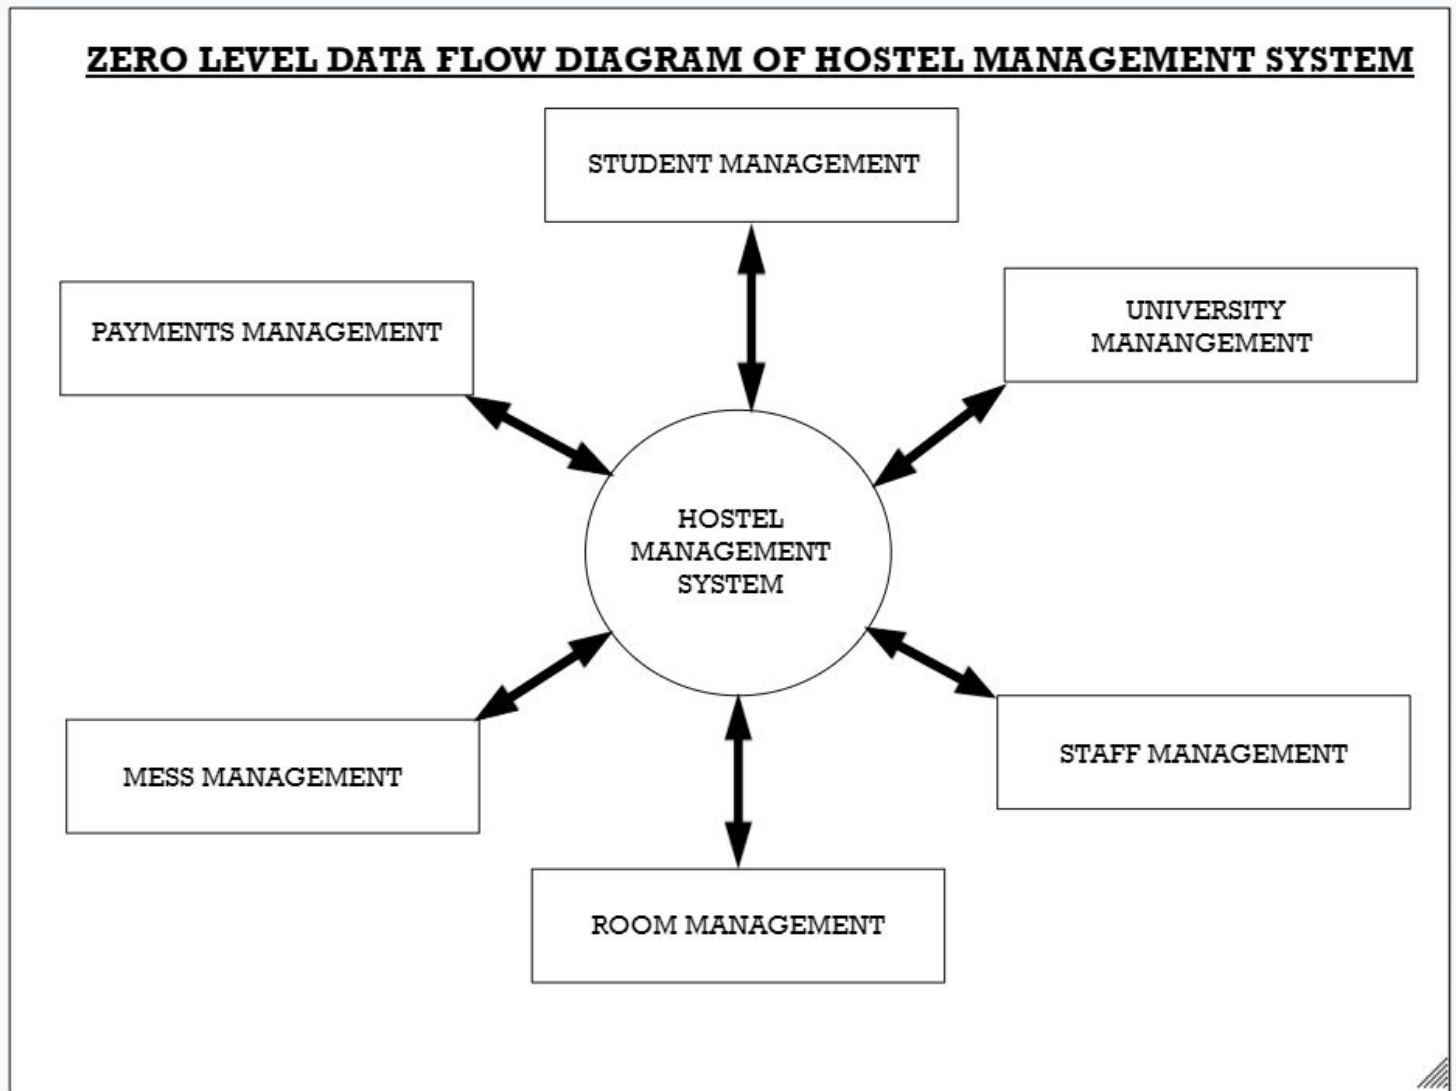 ZERO LEVEL DATA FLOW DIAGRAM OF HOSTEL MANAGEMENT SYSTEM
STUDENT MANAGEMENT
PAYMENTS MANAGEMENT
UNIVERSITY
MANANGEMENT
HOSTEL
MANAGEMENT
SYSTEM
MESS MANAGEMENT
STAFF MANAGEMENT
ROOM MANAGEMENT